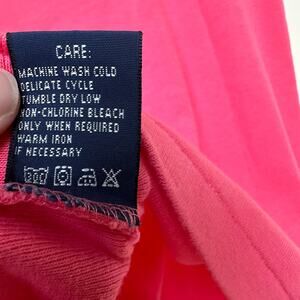 CARE:
MACHINE WASH COLD
DELICATE CYCLE
TUMBLE DRY LOW
NON-CHLORINE BLEACH
ONLY WHEN REQUIRED
WARM IRON
IF NECESSARY